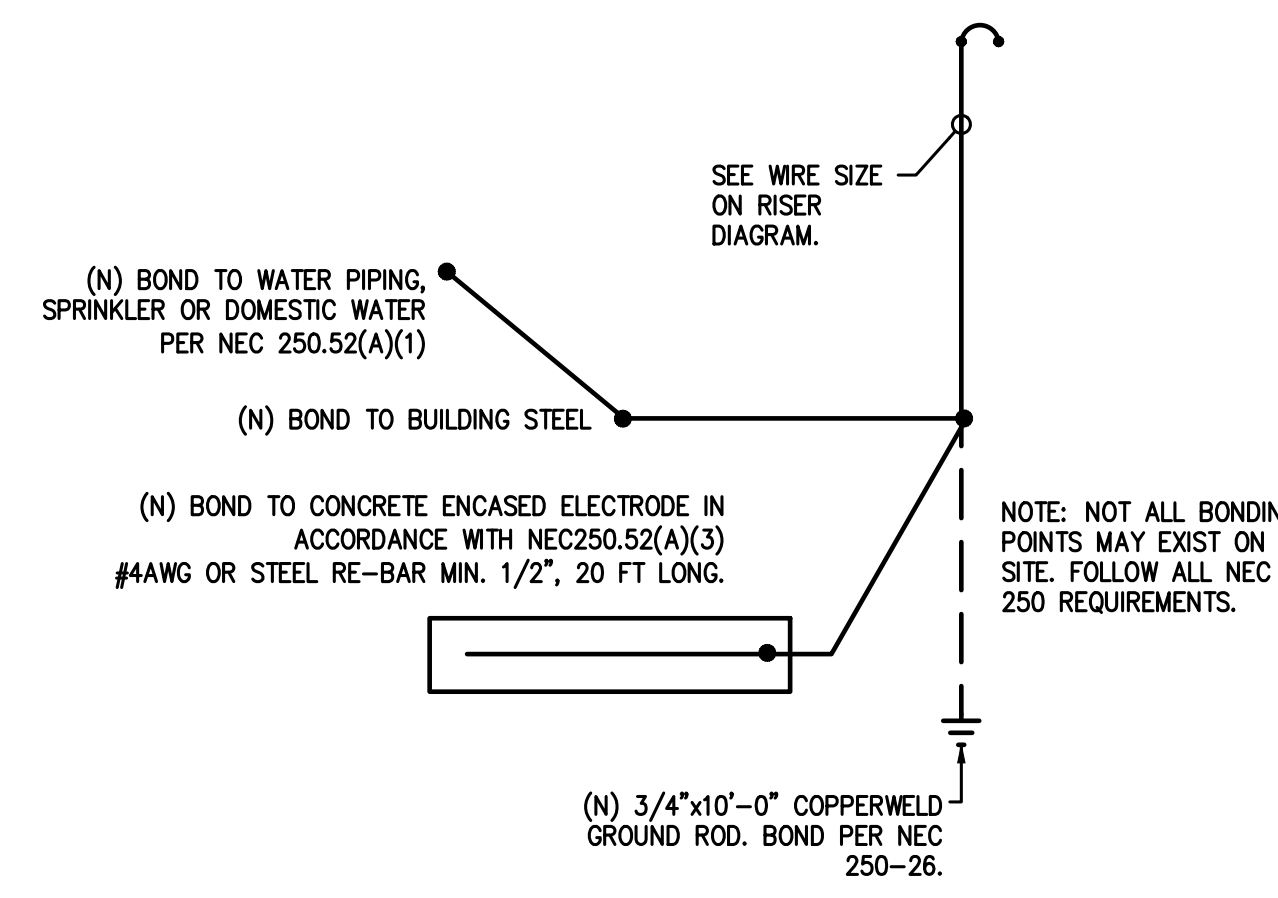 SEE WIRE SIZE
ON RISER
DIAGRAM.
(N) BOND TO WATER PIPING,
SPRINKLER OR DOMESTIC WATER
PER NEC 250.52(A)(1)
(N) BOND TO BUILDING STEEL
(N) BOND TO CONCRETE ENCASED ELECTRODE IN
ACCORDANCE WITH NEC250.52(A)(3)
#4AWG OR STEEL RE-BAR MIN. 1/2", 20 FT LONG.
NOTE: NOT ALL BONDIN
POINTS MAY EXIST ON
SITE. FOLLOW ALL NEC
250 REQUIREMENTS.
(N) 3/4"x10'-0" COPPERWELD
GROUND ROD. BOND PER NEC
250-26.